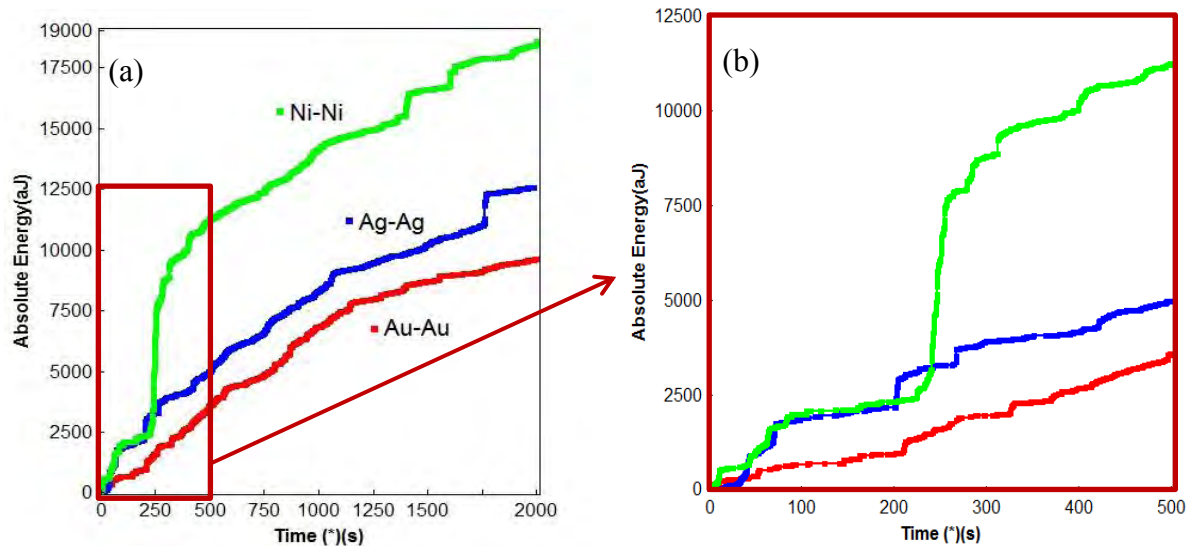 (a)
Absolute Energy(aJ)
19000
17500
15000
12500
10000
7500
5000
2500
0
Ni-Ni
Ag-Ag
Au-Au
0 250 500 750 1000 1250 1500 2000
Time (*)(s)
(b)
Absolute Energy(aJ)
12500
10000
7500
5000
2500
0
0 100 200 300 400 500
Time (*)(s)